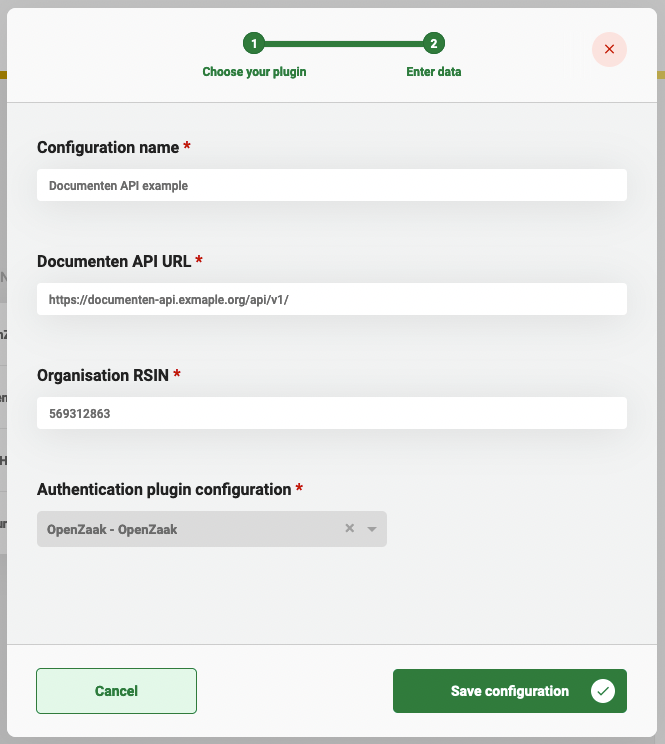 1
2
Choose your plugin
Enter data
Configuration name *
Documenten API example
Documenten API URL *
https://documenten-api.exmaple.org/api/v1/
Organisation RSIN *
569312863
Authentication plugin configuration *
OpenZaak - OpenZaak
Cancel
Save configuration